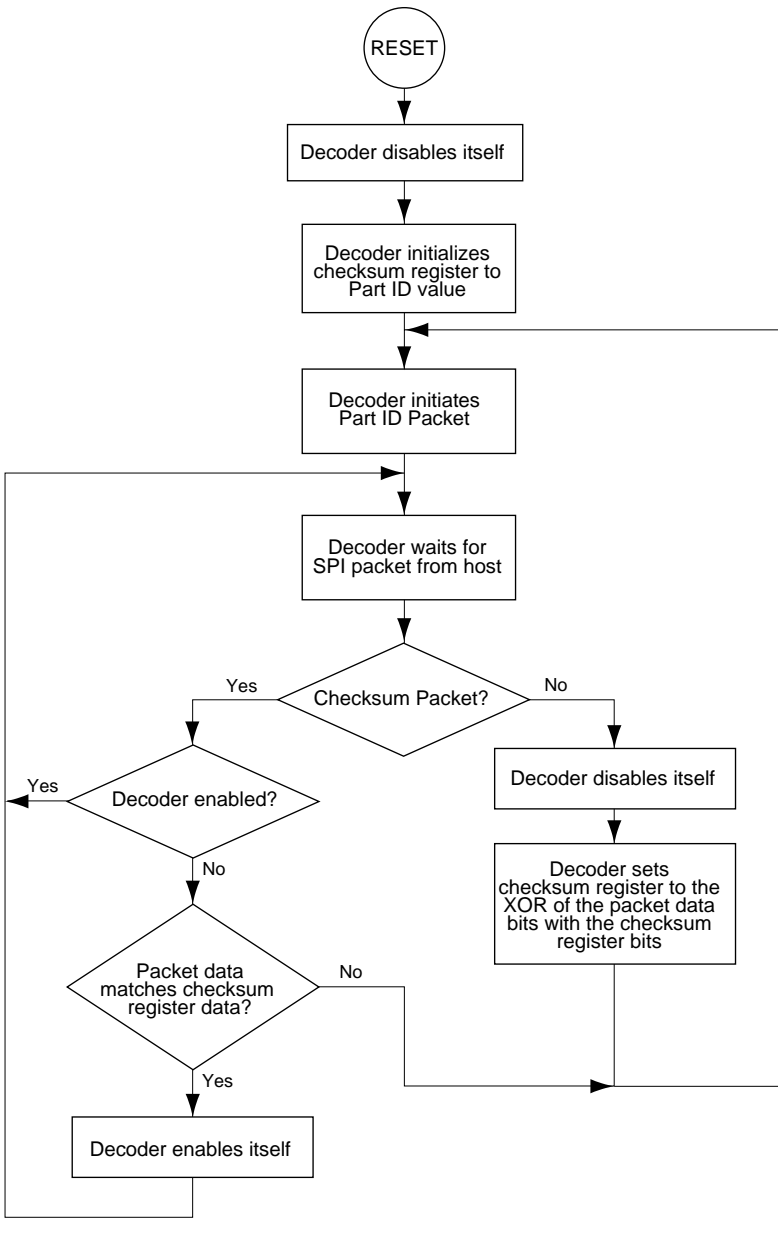 RESET
Decoder disables itself
Decoder initializes
checksum register to
Part ID value
Decoder initiates
Part ID Packet
Decoder waits for
SPI packet from host
Checksum Packet?
Yes
No
Decoder enabled?
Yes
No
Decoder disables itself
Decoder sets
checksum register to the
XOR of the packet data
bits with the checksum
register bits
Packet data
matches checksum
register data?
No
Yes
Decoder enables itself